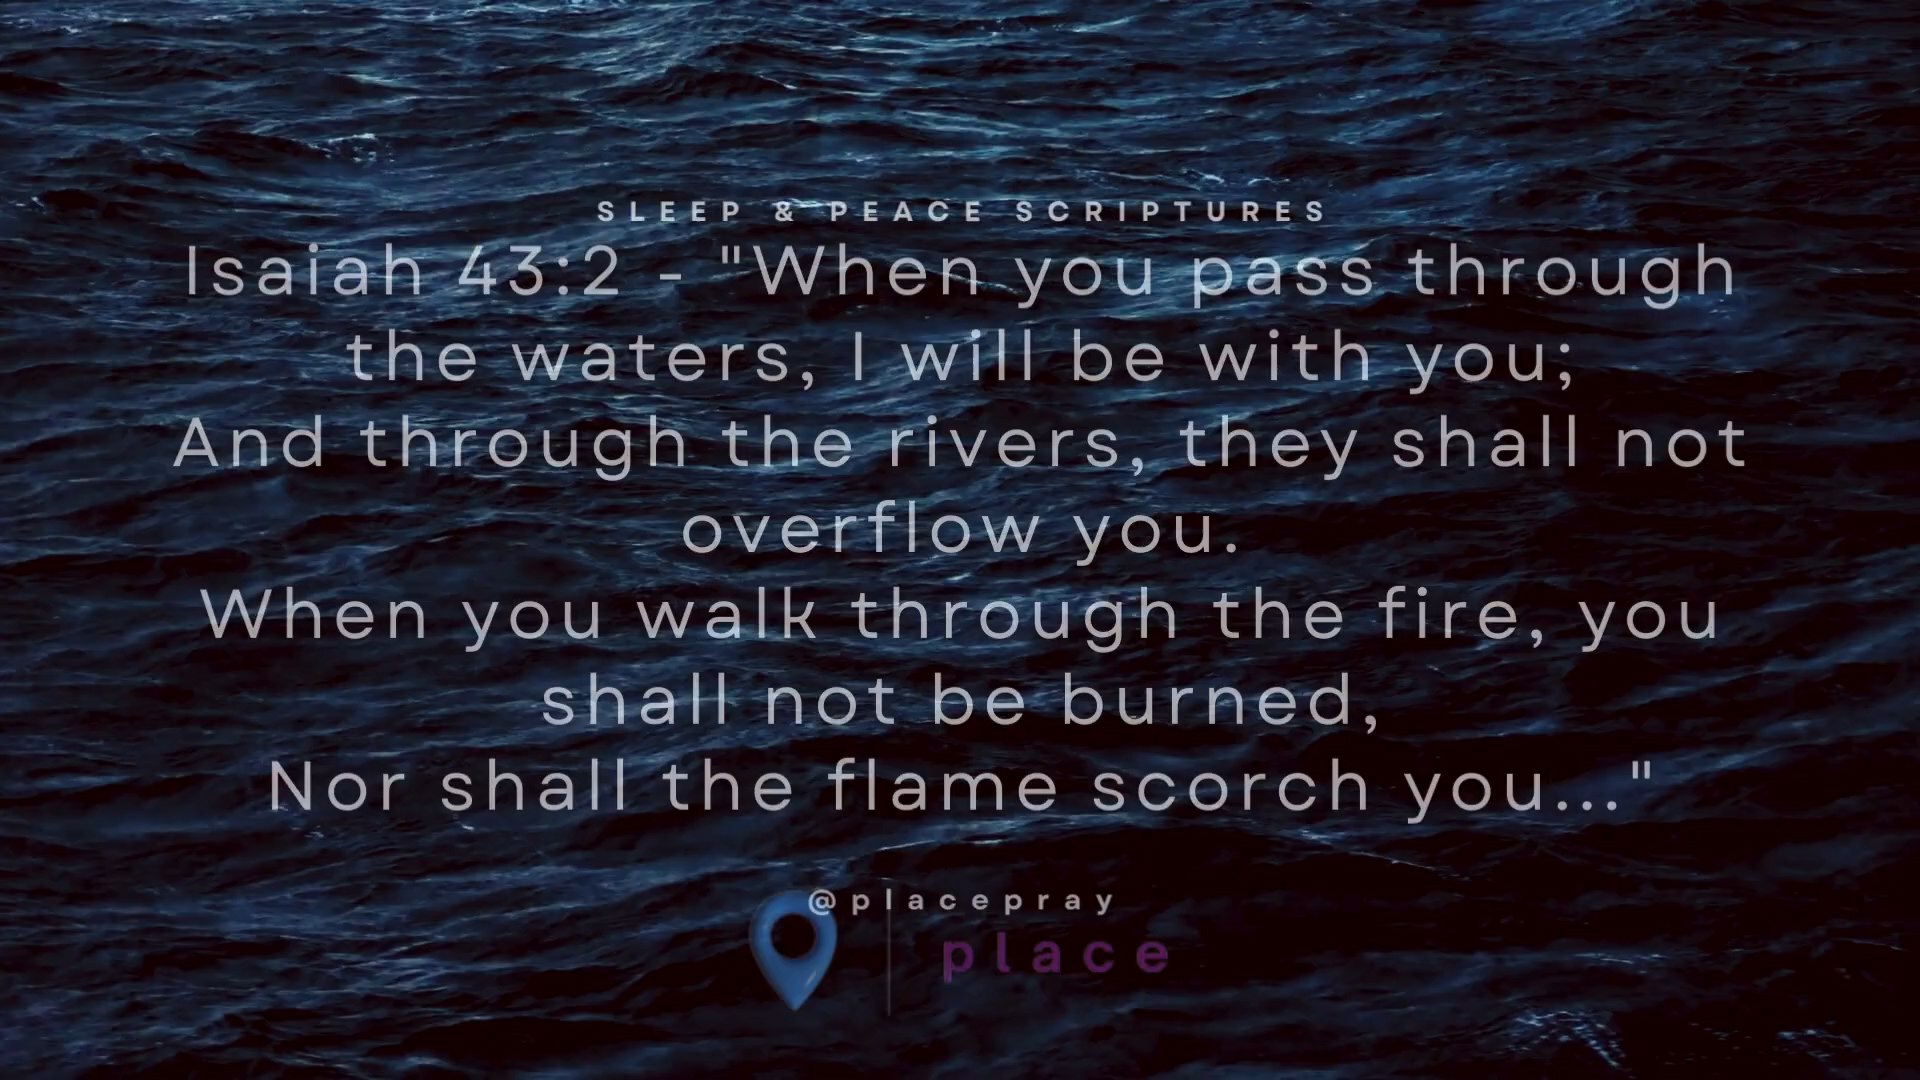 SLEEP & PEACE SCRIPTURES
Isaiah 43:2 - "When you pass through
the waters, I will be with you;
And through the rivers, they shall not
overflow you.
When you walk through the fire, you
shall not be burned,
Nor shall the flame scorch you..."
@placepray
place